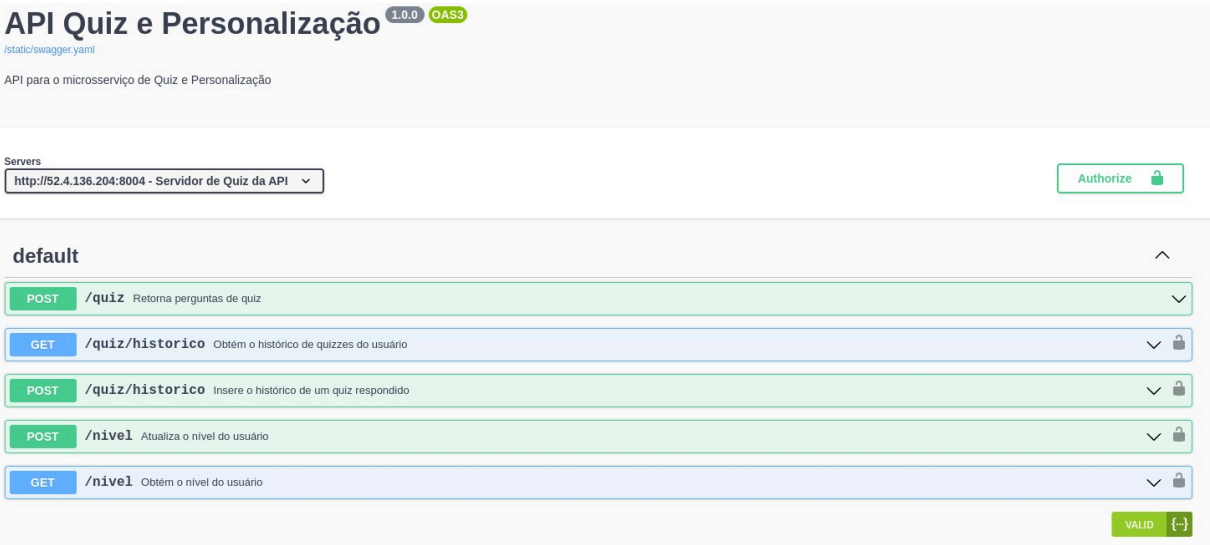 API Quiz e Personalização 1.0.0 OAS3
/static/swagger.yaml
API para o microsserviço de Quiz e Personalização
Servers
http://52.4.136.204:8004 - Servidor de Quiz da API
Authorize
default
POST /quiz Retorna perguntas de quiz
GET /quiz/historico Obtém o histórico de quizzes do usuário
POST /quiz/historico Insere o histórico de um quiz respondido
POST /nivel Atualiza o nível do usuário
GET /nivel Obtém o nível do usuário
VALID {...}